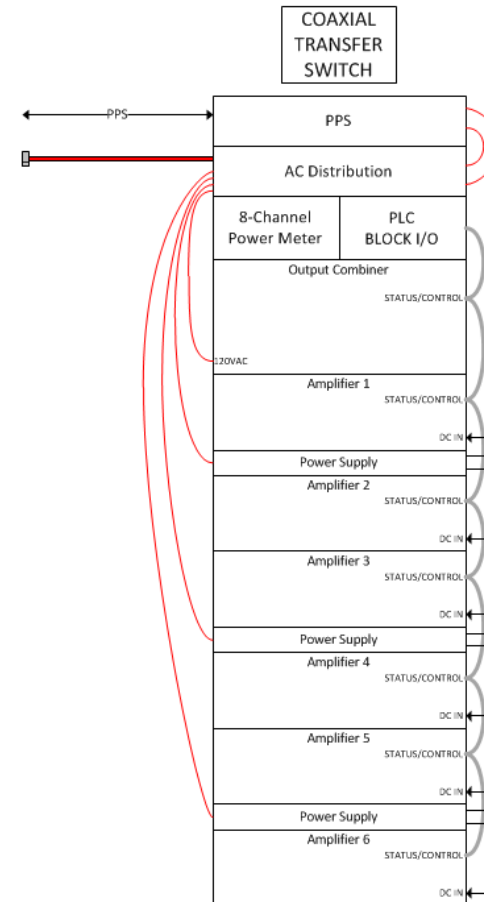 COAXIAL
TRANSFER
SWITCH
PPS
PPS
AC Distribution
8-Channel
Power Meter
PLC
BLOCK I/O
Output Combiner
STATUS/CONTROL
120VAC
Amplifier 1
STATUS/CONTROL
DC IN
Power Supply
Amplifier 2
STATUS/CONTROL
DC IN
Amplifier 3
STATUS/CONTROL
DC IN
Power Supply
Amplifier 4
STATUS/CONTROL
DC IN
Amplifier 5
STATUS/CONTROL
DC IN
Power Supply
Amplifier 6
STATUS/CONTROL
DC IN